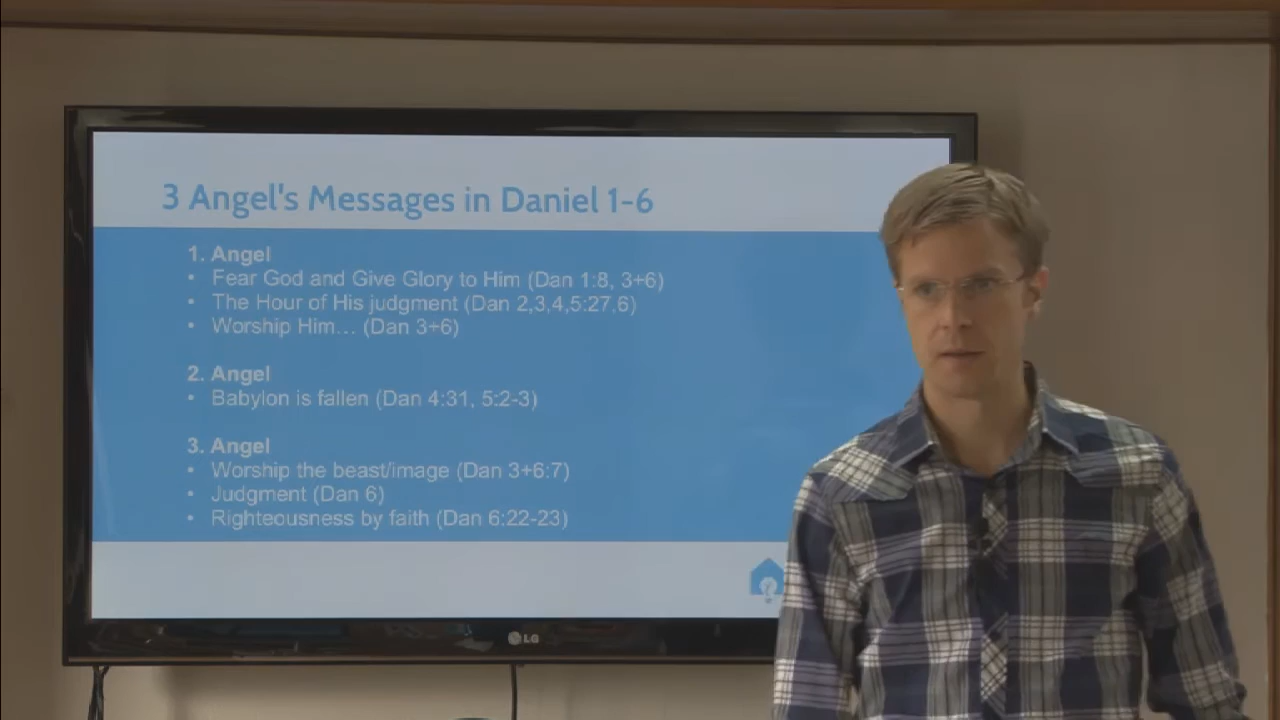 3 Angel's Messages in Daniel 1-6
1. Angel
• Fear God and Give Glory to Him (Dan 1:8, 3+6)
• The Hour of His judgment (Dan 2,3,4,5:27,6)
• Worship Him... (Dan 3+6)
2. Angel
• Babylon is fallen (Dan 4:31, 5:2-3)
3. Angel
• Worship the beast/image (Dan 3+6:7)
• Judgment (Dan 6)
• Righteousness by faith (Dan 6:22-23)
LG